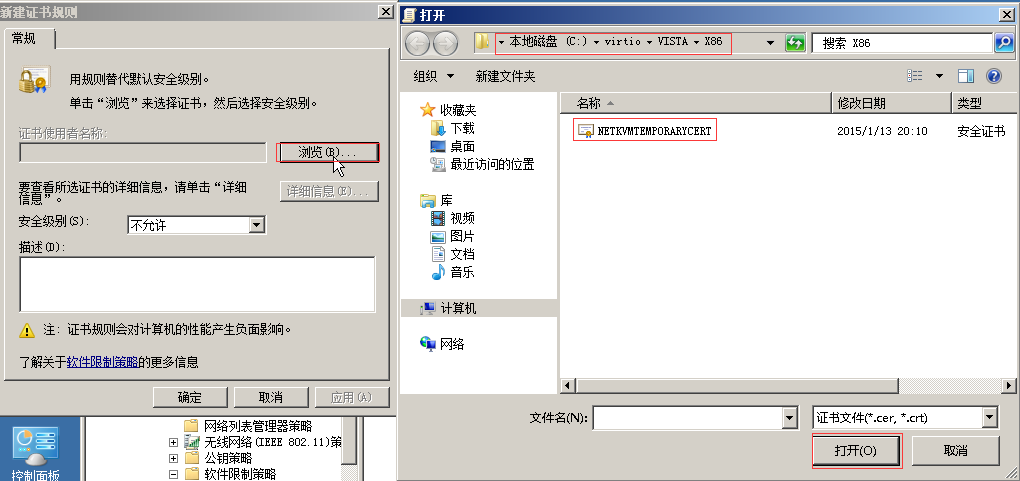 新建证书规则
常规
用规则替代默认安全级别。
单击“浏览”来选择证书，然后选择安全级别。
证书使用者名称:
浏览(B)...
要查看所选证书的详细信息，请单击“详细
信息”。
详细信息(E)...
安全级别(S):
不允许
描述(D):
注: 证书规则会对计算机的性能产生负面影响。
了解关于软件限制策略的更多信息
确定
取消
应用(A)
控制面板
网络列表管理器策略
无线网络(IEEE 802.11)策
公钥策略
软件限制策略
打开
本地磁盘 (C:) virtio VISTA X86
搜索 X86
组织
新建文件夹
收藏夹
下载
桌面
最近访问的位置
库
视频
图片
文档
音乐
计算机
网络
名称
修改日期
类型
NETKVMTEMPORARYCERT
2015/1/13 20:10
安全证书
文件名(N):
证书文件(*.cer, *.crt)
打开(O)
取消